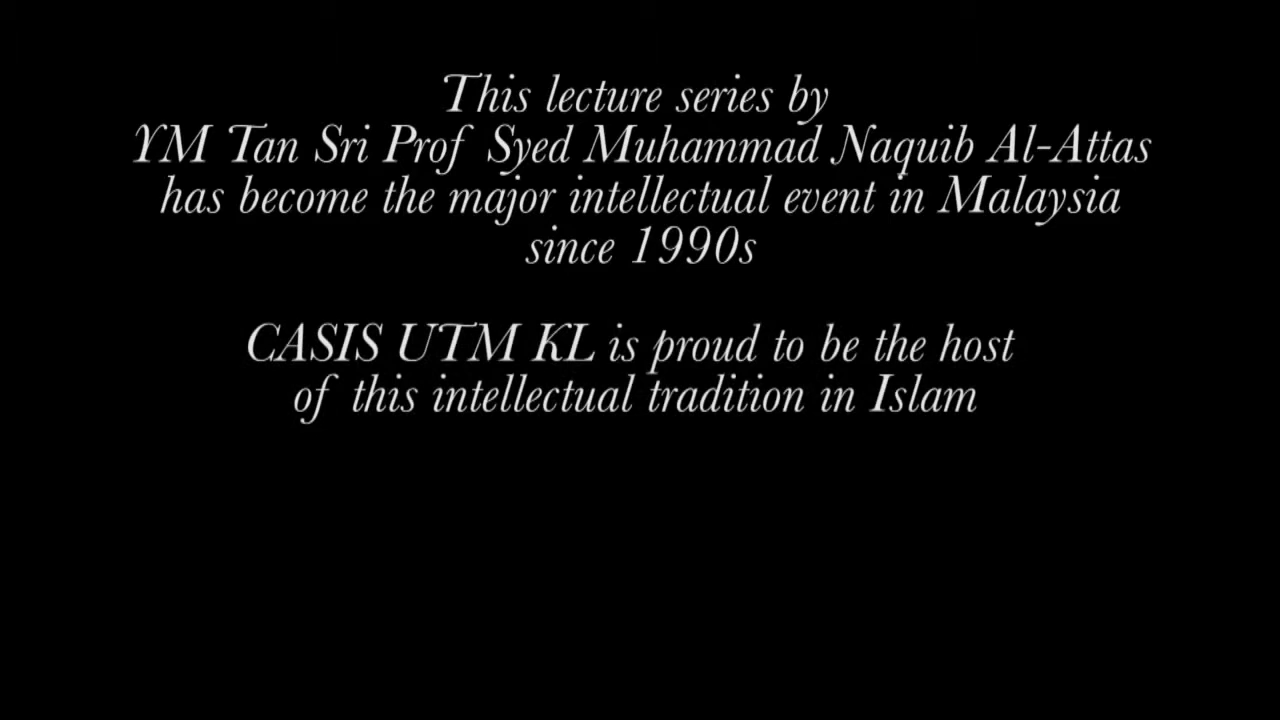 This lecture series by
YM Tan Sri Prof Syed Muhammad Naquib Al-Attas
has become the major intellectual event in Malaysia
since 1990s
CASIS UTM KL is proud to be the host
of this intellectual tradition in Islam